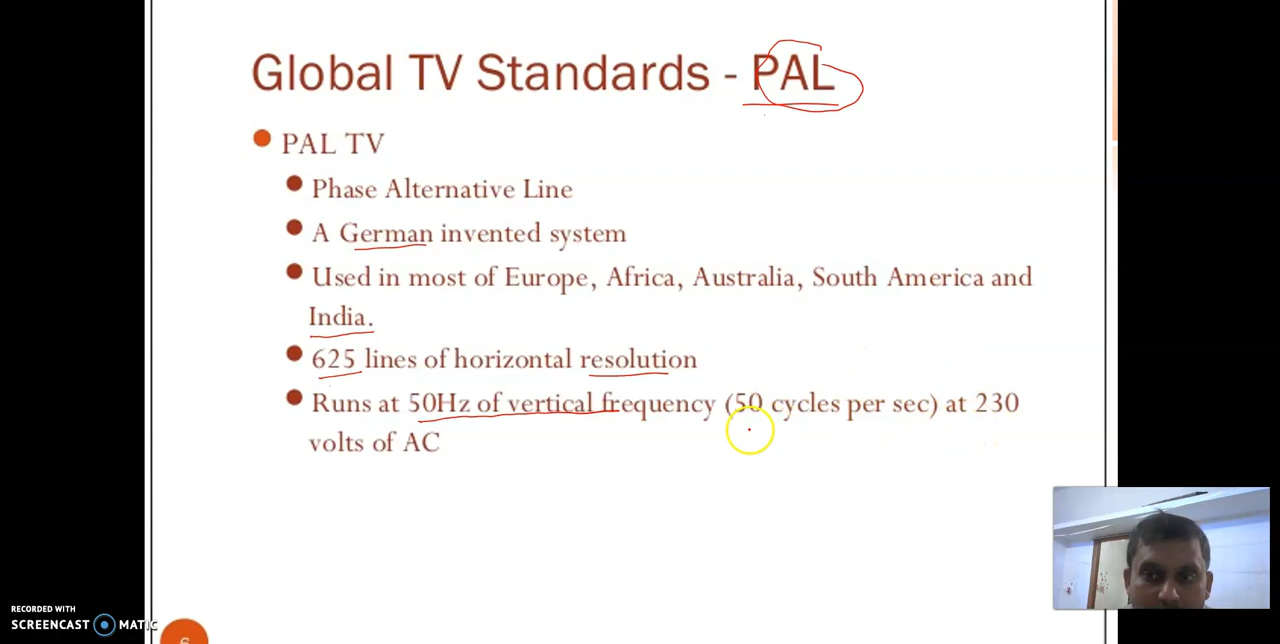 Global TV Standards - PAL
PAL TV
Phase Alternative Line
A German invented system
Used in most of Europe, Africa, Australia, South America and
India.
625 lines of horizontal resolution
Runs at 50Hz of vertical frequency (50 cycles per sec) at 230
volts of AC
RECORDED WITH
SCREENCAST MATIC
6